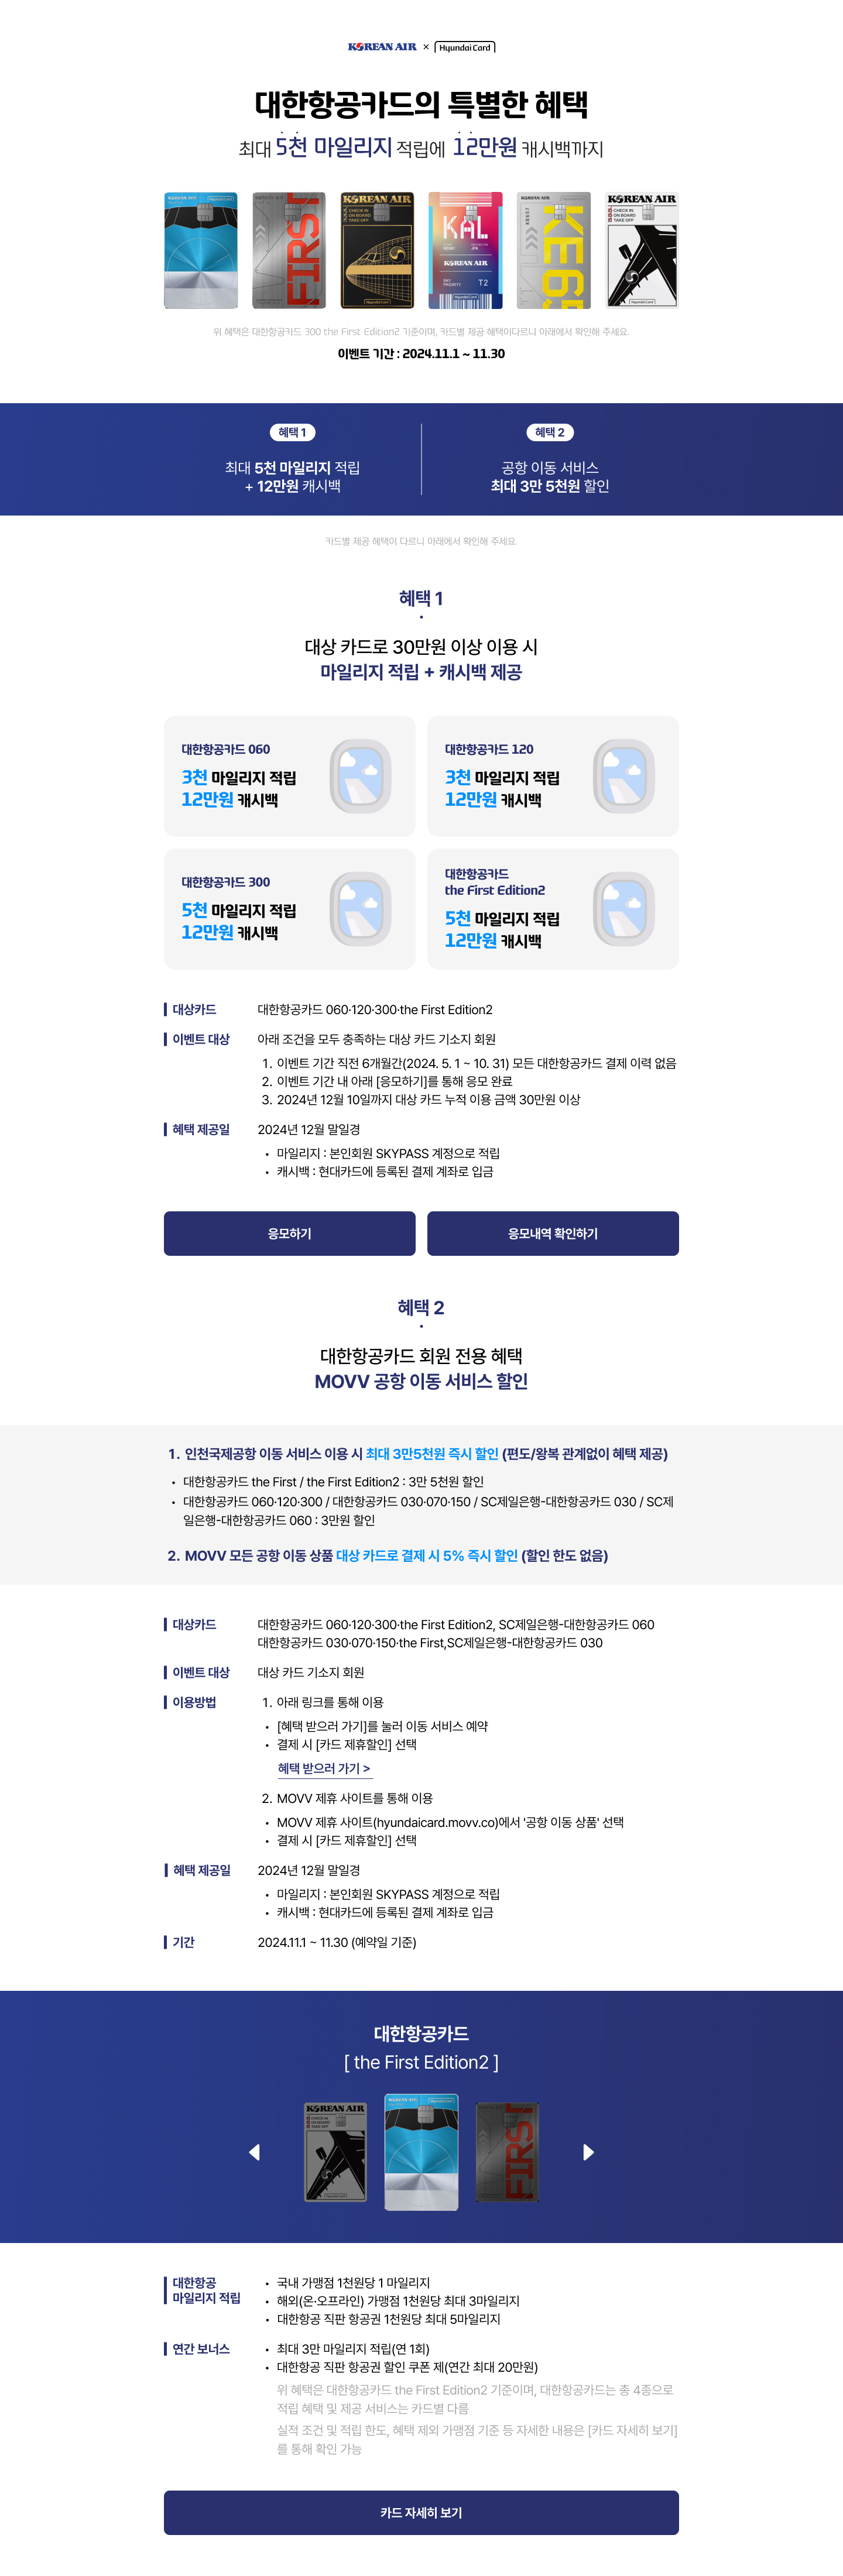 KOREAN AIR × Hyundai Card
대한항공카드의 특별한 혜택
최대 5천 마일리지 적립에 12만원 캐시백까지
KOREAN AIR
HyundaiCard
FIRST
KOREAN AIR
CHECK IN
ON BOARD
TAKE OFF
HyundaiCard
KAL
KOREAN AIR
SKY
PRIORITY
T2
HyundaiCard
KOREAN AIR
KOREAN AIR
CHECK IN
ON BOARD
TAKE OFF
HyundaiCard
위 혜택은 대한항공카드 300 the First Edition2 기준이며, 카드별 제공 혜택이다르니 아래에서 확인해 주세요.
이벤트 기간 : 2024.11.1 ~ 11.30
혜택 1
최대 5천 마일리지 적립
+ 12만원 캐시백
혜택 2
공항 이동 서비스
최대 3만 5천원 할인
카드별 제공 혜택이 다르니 아래에서 확인해 주세요.
혜택 1
대상 카드로 30만원 이상 이용 시
마일리지 적립 + 캐시백 제공
대한항공카드 060
3천 마일리지 적립
12만원 캐시백
대한항공카드 120
3천 마일리지 적립
12만원 캐시백
대한항공카드 300
5천 마일리지 적립
12만원 캐시백
대한항공카드
the First Edition2
5천 마일리지 적립
12만원 캐시백
대상카드 대한항공카드 060·120·300·the First Edition2
이벤트 대상 아래 조건을 모두 충족하는 대상 카드 기소지 회원
1. 이벤트 기간 직전 6개월간(2024. 5. 1 ~ 10. 31) 모든 대한항공카드 결제 이력 없음
2. 이벤트 기간 내 아래 [응모하기]를 통해 응모 완료
3. 2024년 12월 10일까지 대상 카드 누적 이용 금액 30만원 이상
혜택 제공일 2024년 12월 말일경
• 마일리지 : 본인회원 SKYPASS 계정으로 적립
• 캐시백 : 현대카드에 등록된 결제 계좌로 입금
응모하기
응모내역 확인하기
혜택 2
대한항공카드 회원 전용 혜택
MOVV 공항 이동 서비스 할인
1. 인천국제공항 이동 서비스 이용 시 최대 3만5천원 즉시 할인 (편도/왕복 관계없이 혜택 제공)
• 대한항공카드 the First / the First Edition2 : 3만 5천원 할인
• 대한항공카드 060·120·300 / 대한항공카드 030·070·150 / SC제일은행-대한항공카드 030 / SC제
일은행-대한항공카드 060 : 3만원 할인
2. MOVV 모든 공항 이동 상품 대상 카드로 결제 시 5% 즉시 할인 (할인 한도 없음)
대상카드 대한항공카드 060·120·300·the First Edition2, SC제일은행-대한항공카드 060
대한항공카드 030·070·150·the First,SC제일은행-대한항공카드 030
이벤트 대상 대상 카드 기소지 회원
이용방법 1. 아래 링크를 통해 이용
• [혜택 받으러 가기]를 눌러 이동 서비스 예약
• 결제 시 [카드 제휴할인] 선택
혜택 받으러 가기 >
2. MOVV 제휴 사이트를 통해 이용
• MOVV 제휴 사이트(hyundaicard.movv.co)에서 '공항 이동 상품' 선택
• 결제 시 [카드 제휴할인] 선택
혜택 제공일 2024년 12월 말일경
• 마일리지 : 본인회원 SKYPASS 계정으로 적립
• 캐시백 : 현대카드에 등록된 결제 계좌로 입금
기간 2024.11.1 ~ 11.30 (예약일 기준)
대한항공카드
[ the First Edition2 ]
KOREAN AIR
CHECK IN
ON BOARD
TAKE OFF
KOREAN AIR
FIRST
대한항공
마일리지 적립
• 국내 가맹점 1천원당 1 마일리지
• 해외(온·오프라인) 가맹점 1천원당 최대 3마일리지
• 대한항공 직판 항공권 1천원당 최대 5마일리지
연간 보너스 • 최대 3만 마일리지 적립(연 1회)
• 대한항공 직판 항공권 할인 쿠폰 제(연간 최대 20만원)
위 혜택은 대한항공카드 the First Edition2 기준이며, 대한항공카드는 총 4종으로
적립 혜택 및 제공 서비스는 카드별 다름
실적 조건 및 적립 한도, 혜택 제외 가맹점 기준 등 자세한 내용은 [카드 자세히 보기]
를 통해 확인 가능
카드 자세히 보기